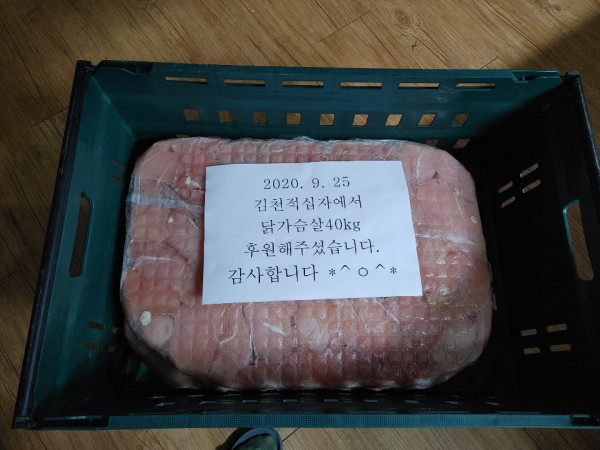 2020. 9. 25
김천적십자에서
닭가슴살40kg
후원해주셨습니다.
감사합니다 *^ㅇ^*